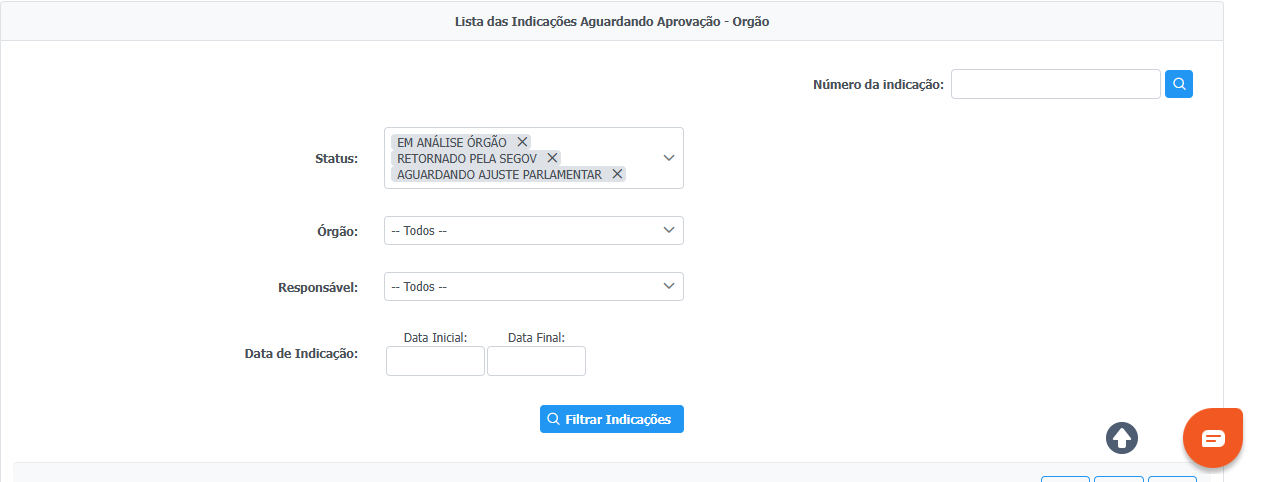 Lista das Indicações Aguardando Aprovação - Orgão
Número da indicação:
Status:
EM ANÁLISE ÓRGÃO
RETORNADO PELA SEGOV
AGUARDANDO AJUSTE PARLAMENTAR
Órgão:
-- Todos --
Responsável:
-- Todos --
Data Inicial: Data Final:
Data de Indicação:
Filtrar Indicações